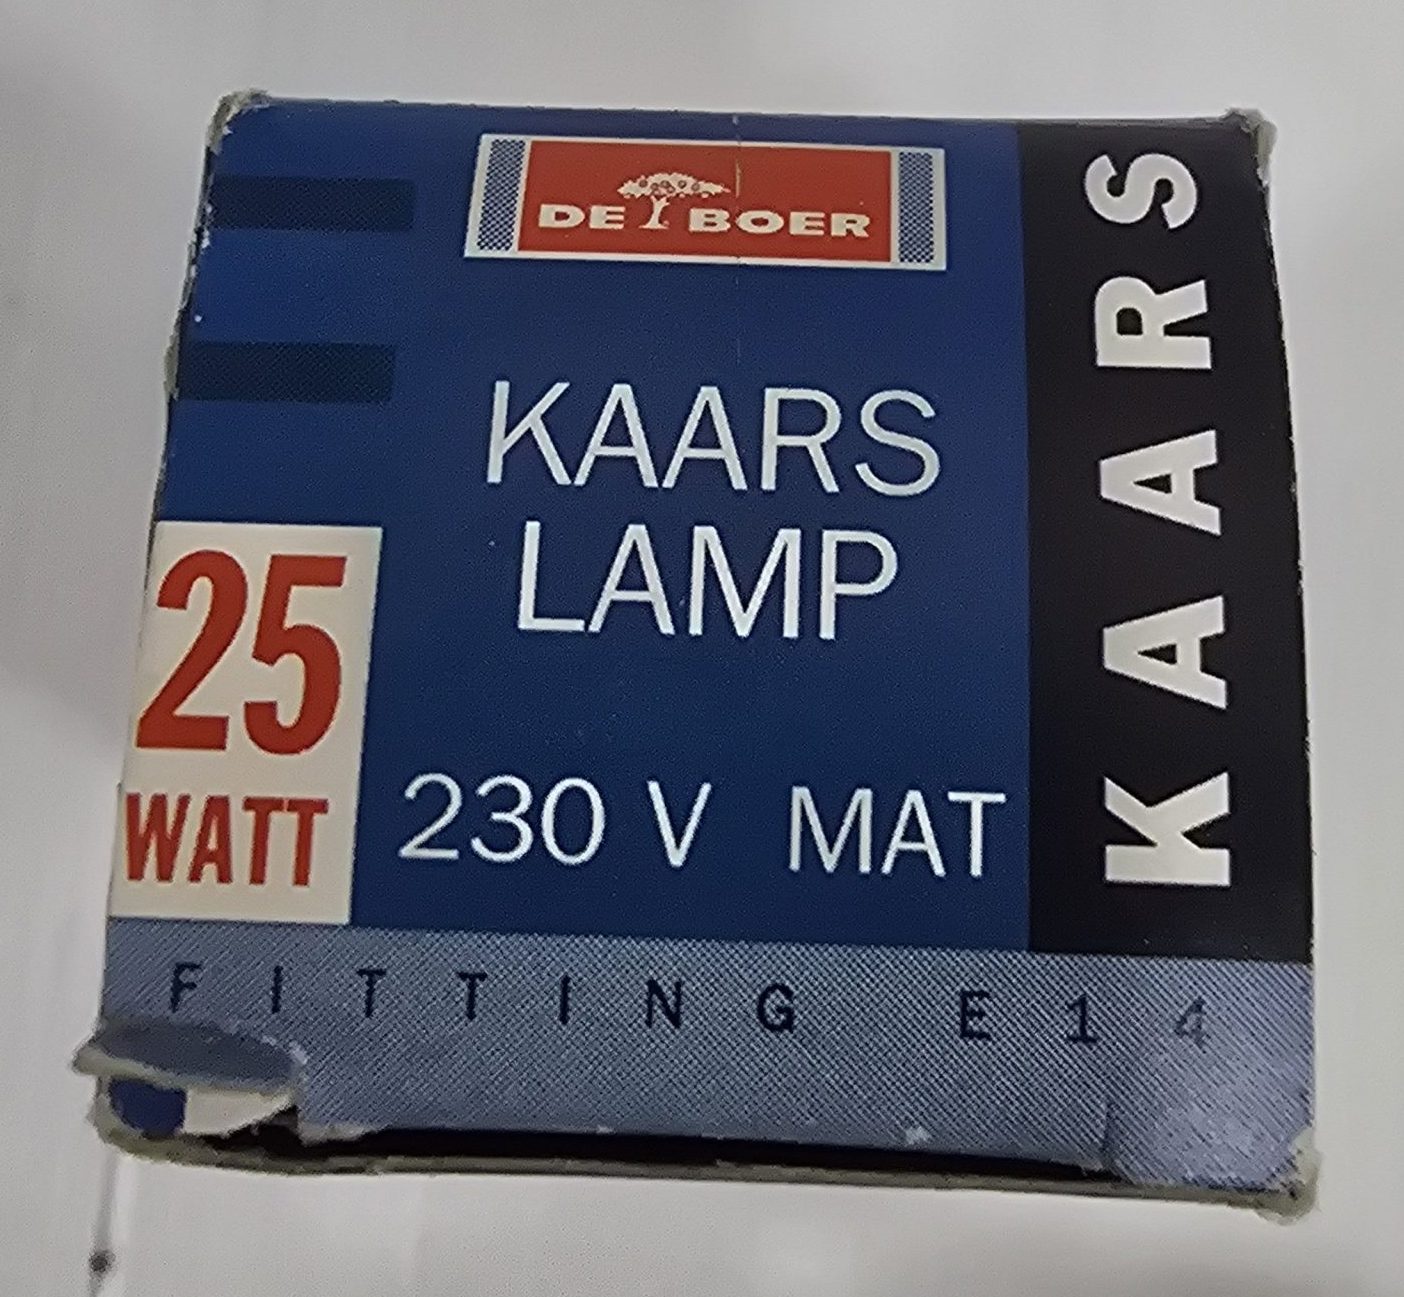 DE BOER
KAARS
LAMP
25
WATT
230 V MAT
KAARS
FITTING E14